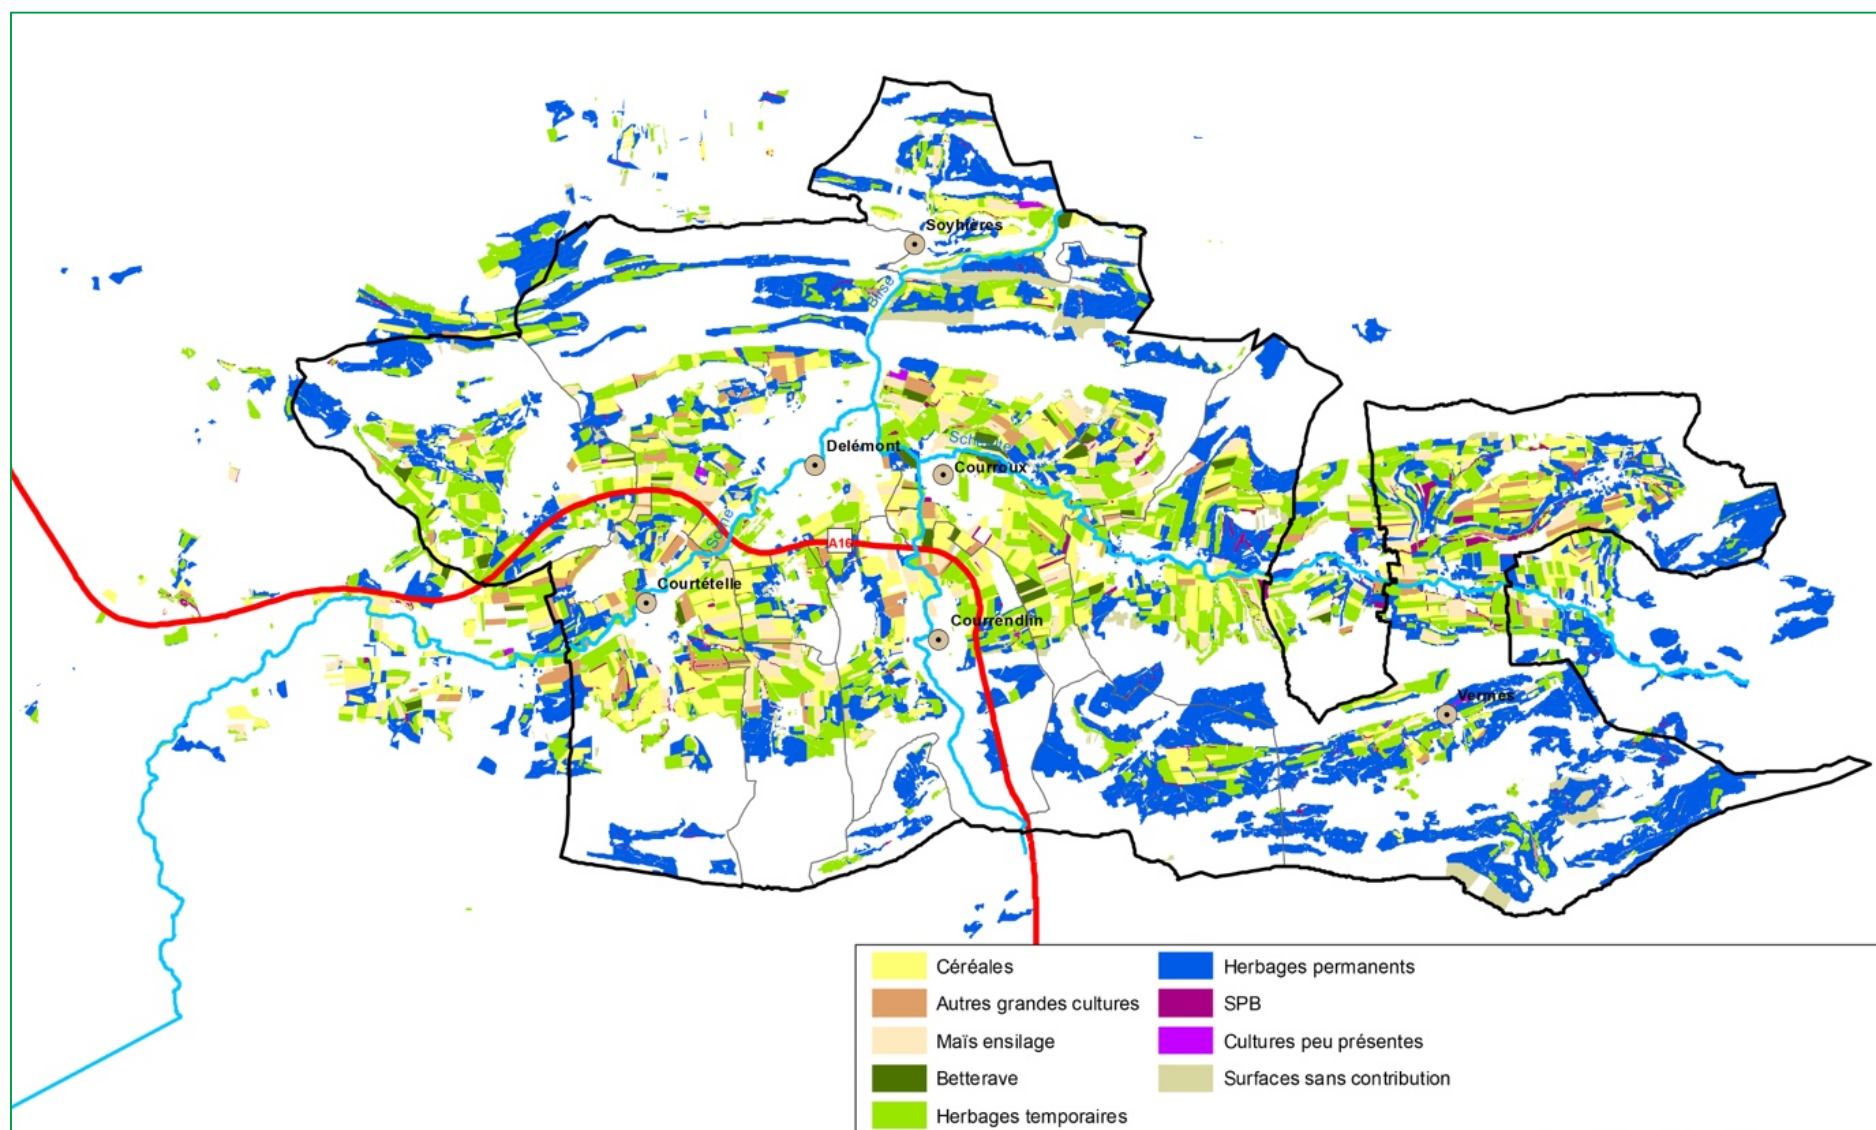 Soyhières
Birse
Delémont
Scheulte
Courroux
Sorne
A16
Courtételle
Courrendlin
Vermes
Céréales
Autres grandes cultures
Maïs ensilage
Betterave
Herbages temporaires
Herbages permanents
SPB
Cultures peu présentes
Surfaces sans contribution